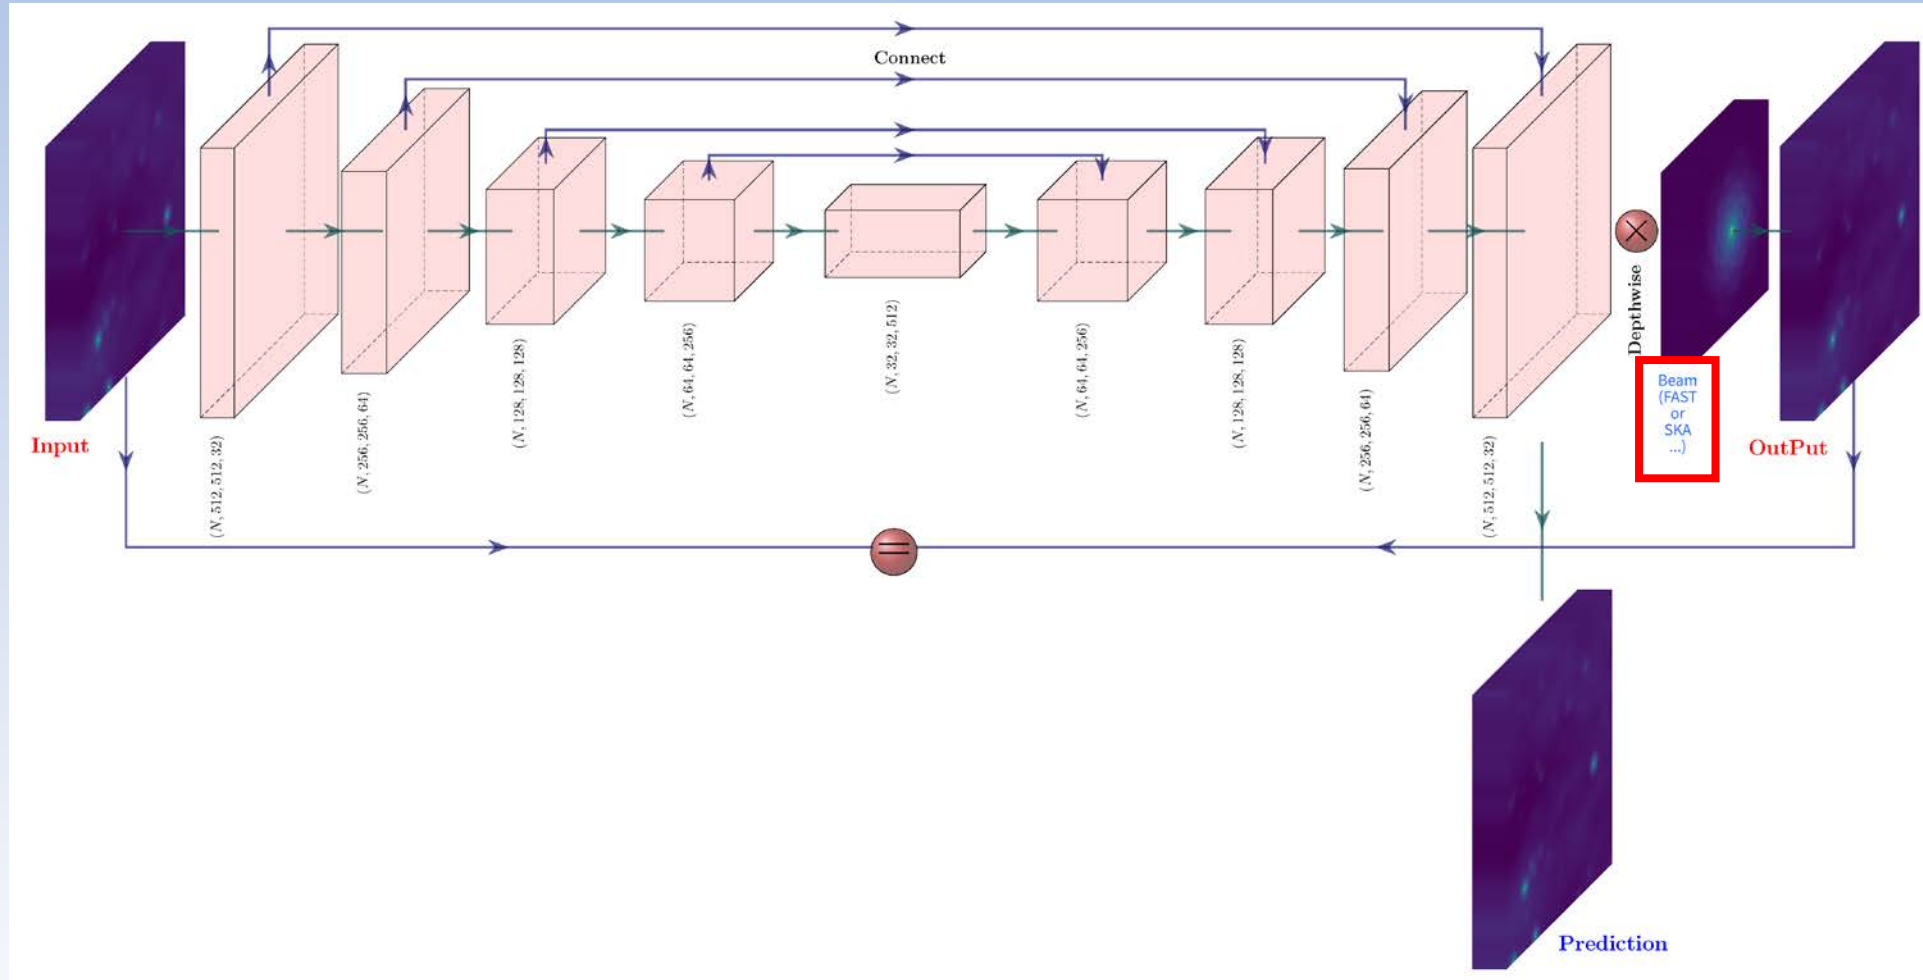 Connect
Input
(N, 512, 512, 32)
(N, 256, 256, 64)
(N, 128, 128, 128)
(N, 64, 64, 256)
(N, 32, 32, 512)
(N, 64, 64, 256)
(N, 128, 128, 128)
(N, 256, 256, 64)
(N, 512, 512, 32)
Depthwise
Beam
(FAST
or
SKA
...)
OutPut
Prediction